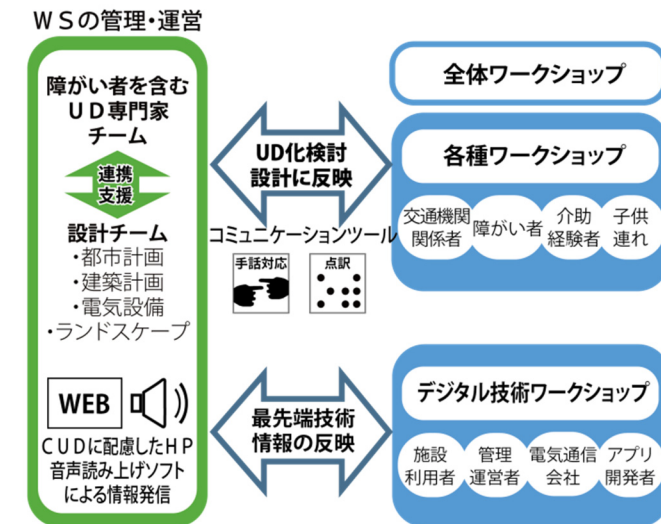 WSの管理・運営
障がい者を含む
UD専門家
チーム
連携
支援
設計チーム
・都市計画
・建築計画
・電気設備
・ランドスケープ
WEB
CUDに配慮したHP
音声読み上げソフト
による情報発信
UD化検討
設計に反映
コミュニケーションツール
手話対応
点訳
最先端技術
情報の反映
全体ワークショップ
各種ワークショップ
交通機関
関係者
障がい者
介助
経験者
子供
連れ
デジタル技術ワークショップ
施設
利用者
管理
運営者
電気通信
会社
アプリ
開発者